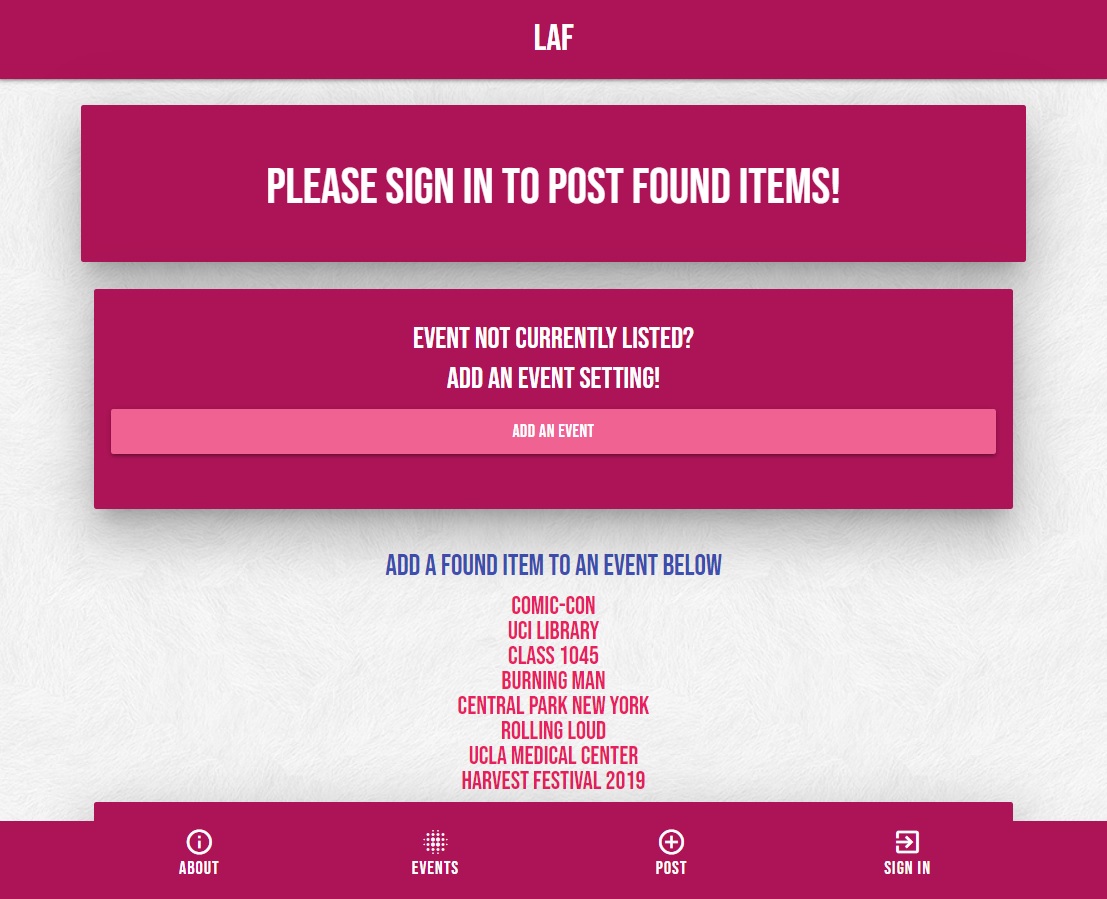 LAF
PLEASE SIGN IN TO POST FOUND ITEMS!
EVENT NOT CURRENTLY LISTED?
ADD AN EVENT SETTING!
ADD AN EVENT
ADD A FOUND ITEM TO AN EVENT BELOW
COMIC-CON
UCI LIBRARY
CLASS 1045
BURNING MAN
CENTRAL PARK NEW YORK
ROLLING LOUD
UCLA MEDICAL CENTER
HARVEST FESTIVAL 2019
ABOUT
EVENTS
POST
SIGN IN